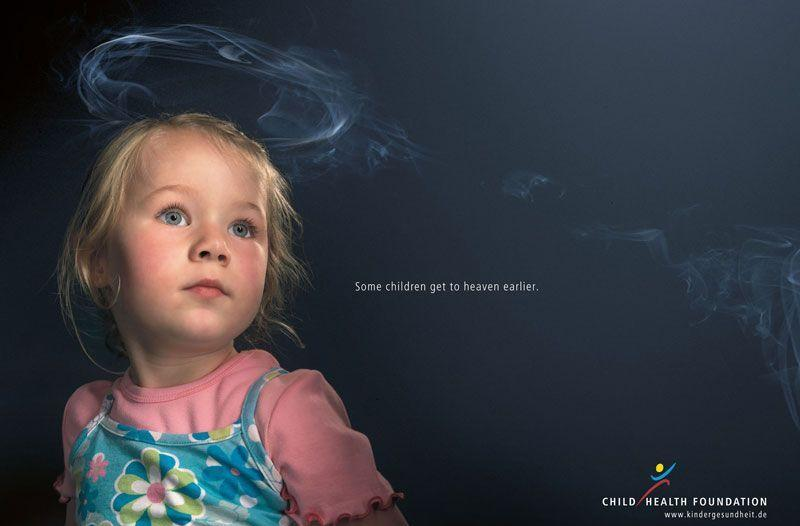 Some children get to heaven earlier.
CHILD HEALTH FOUNDATION
www.kindergesundheit.de